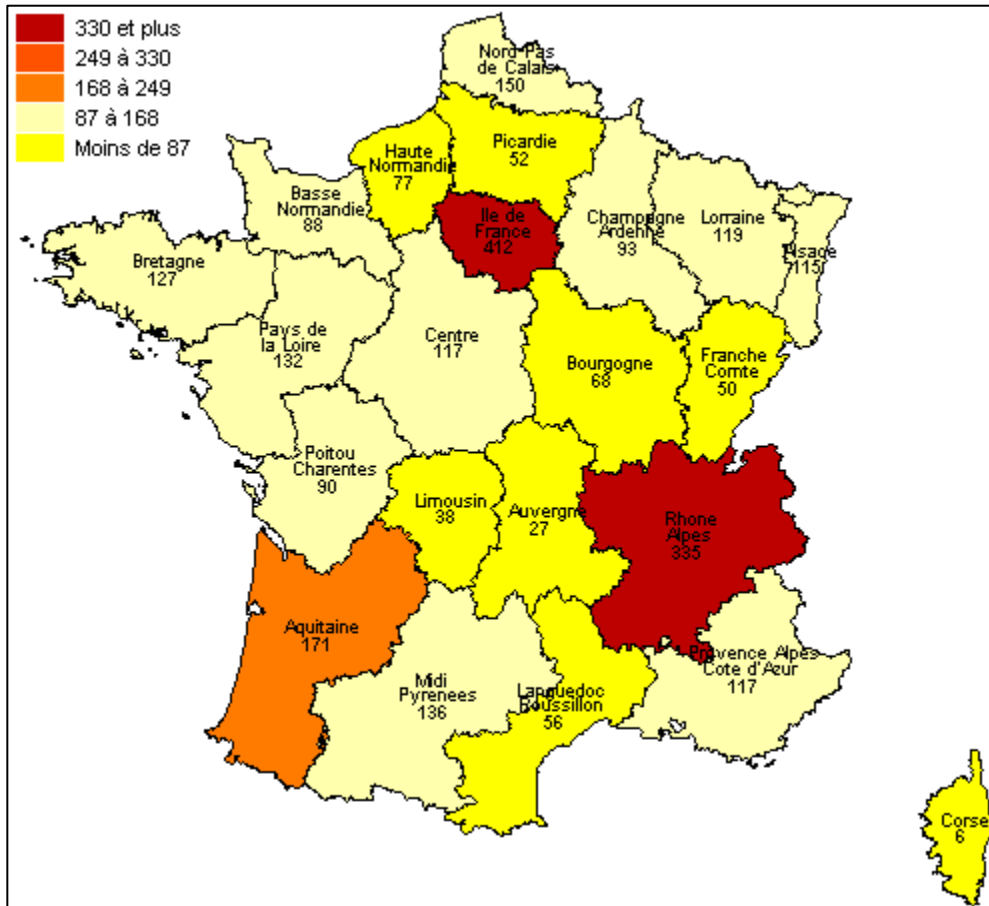 330 et plus
249 à 330
168 à 249
87 à 168
Moins de 87
Nord Pas
de Calais
150
Picardie
52
Haute
Normandie
77
Basse
Normandie
88
Ile de
France
412
Champagne
Ardenne
93
Lorraine
119
Alsace
115
Bretagne
127
Pays de
la Loire
132
Centre
117
Bourgogne
68
Franche
Comte
50
Poitou
Charentes
90
Limousin
38
Auvergne
27
Rhone
Alpes
335
Aquitaine
171
Midi
Pyrenees
136
Languedoc
Roussillon
56
Provence Alpes
Cote d'Azur
117
Corse
6